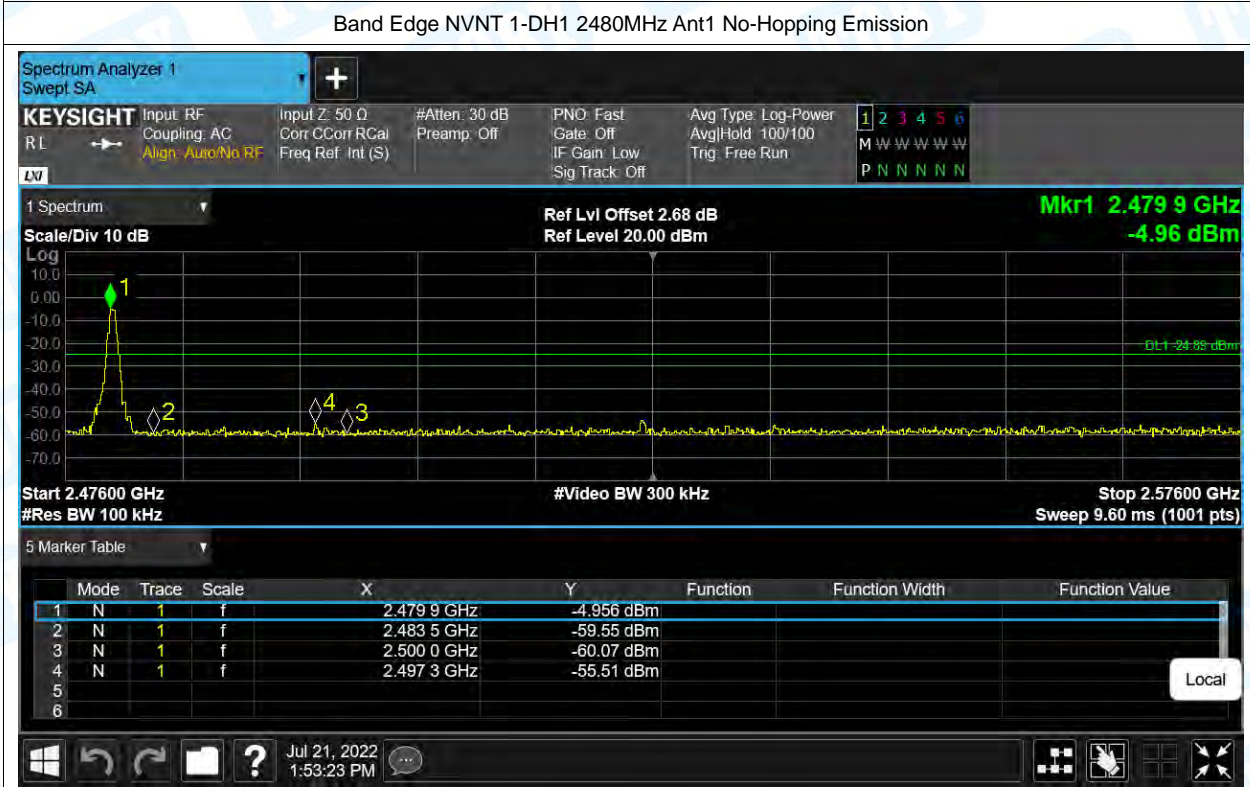 Band Edge NVNT 1-DH1 2480MHz Ant1 No-Hopping Emission
Spectrum Analyzer 1
Swept SA
+
KEYSIGHT
RL
LXI
Input: RF
Coupling: AC
Align: Auto/No RF
Input Z: 50 Ω
Corr CCorr RCal
Freq Ref: Int (S)
#Atten: 30 dB
Preamp: Off
PNO: Fast
Gate: Off
IF Gain: Low
Sig Track: Off
Avg Type: Log-Power
Avg|Hold: 100/100
Trig: Free Run
1 2 3 4 5 6
M W W W W W
P N N N N N
1 Spectrum
Scale/Div 10 dB
Ref Lvl Offset 2.68 dB
Ref Level 20.00 dBm
Mkr1 2.479 9 GHz
-4.96 dBm
Log
10.0
0.00
-10.0
-20.0
-30.0
-40.0
-50.0
-60.0
-70.0
1
2
4
3
DL1 -24.89 dBm
Start 2.47600 GHz
#Res BW 100 kHz
#Video BW 300 kHz
Stop 2.57600 GHz
Sweep 9.60 ms (1001 pts)
5 Marker Table
Mode Trace Scale X Y Function Function Width Function Value
1 N 1 f 2.479 9 GHz -4.956 dBm
2 N 1 f 2.483 5 GHz -59.55 dBm
3 N 1 f 2.500 0 GHz -60.07 dBm
4 N 1 f 2.497 3 GHz -55.51 dBm
5
6
Local
?
Jul 21, 2022
1:53:23 PM